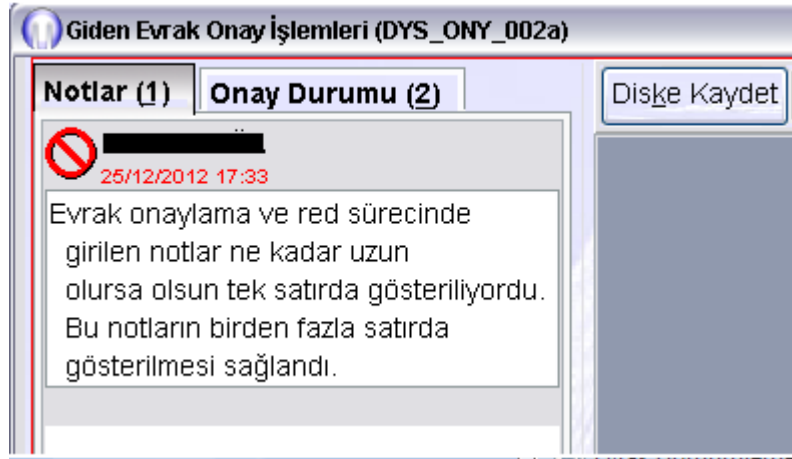 Giden Evrak Onay İşlemleri (DYS_ONY_002a)
Notlar (1)
Onay Durumu (2)
Diske Kaydet
25/12/2012 17:33
Evrak onaylama ve red sürecinde
girilen notlar ne kadar uzun
olursa olsun tek satırda gösteriliyordu.
Bu notların birden fazla satırda
gösterilmesi sağlandı.